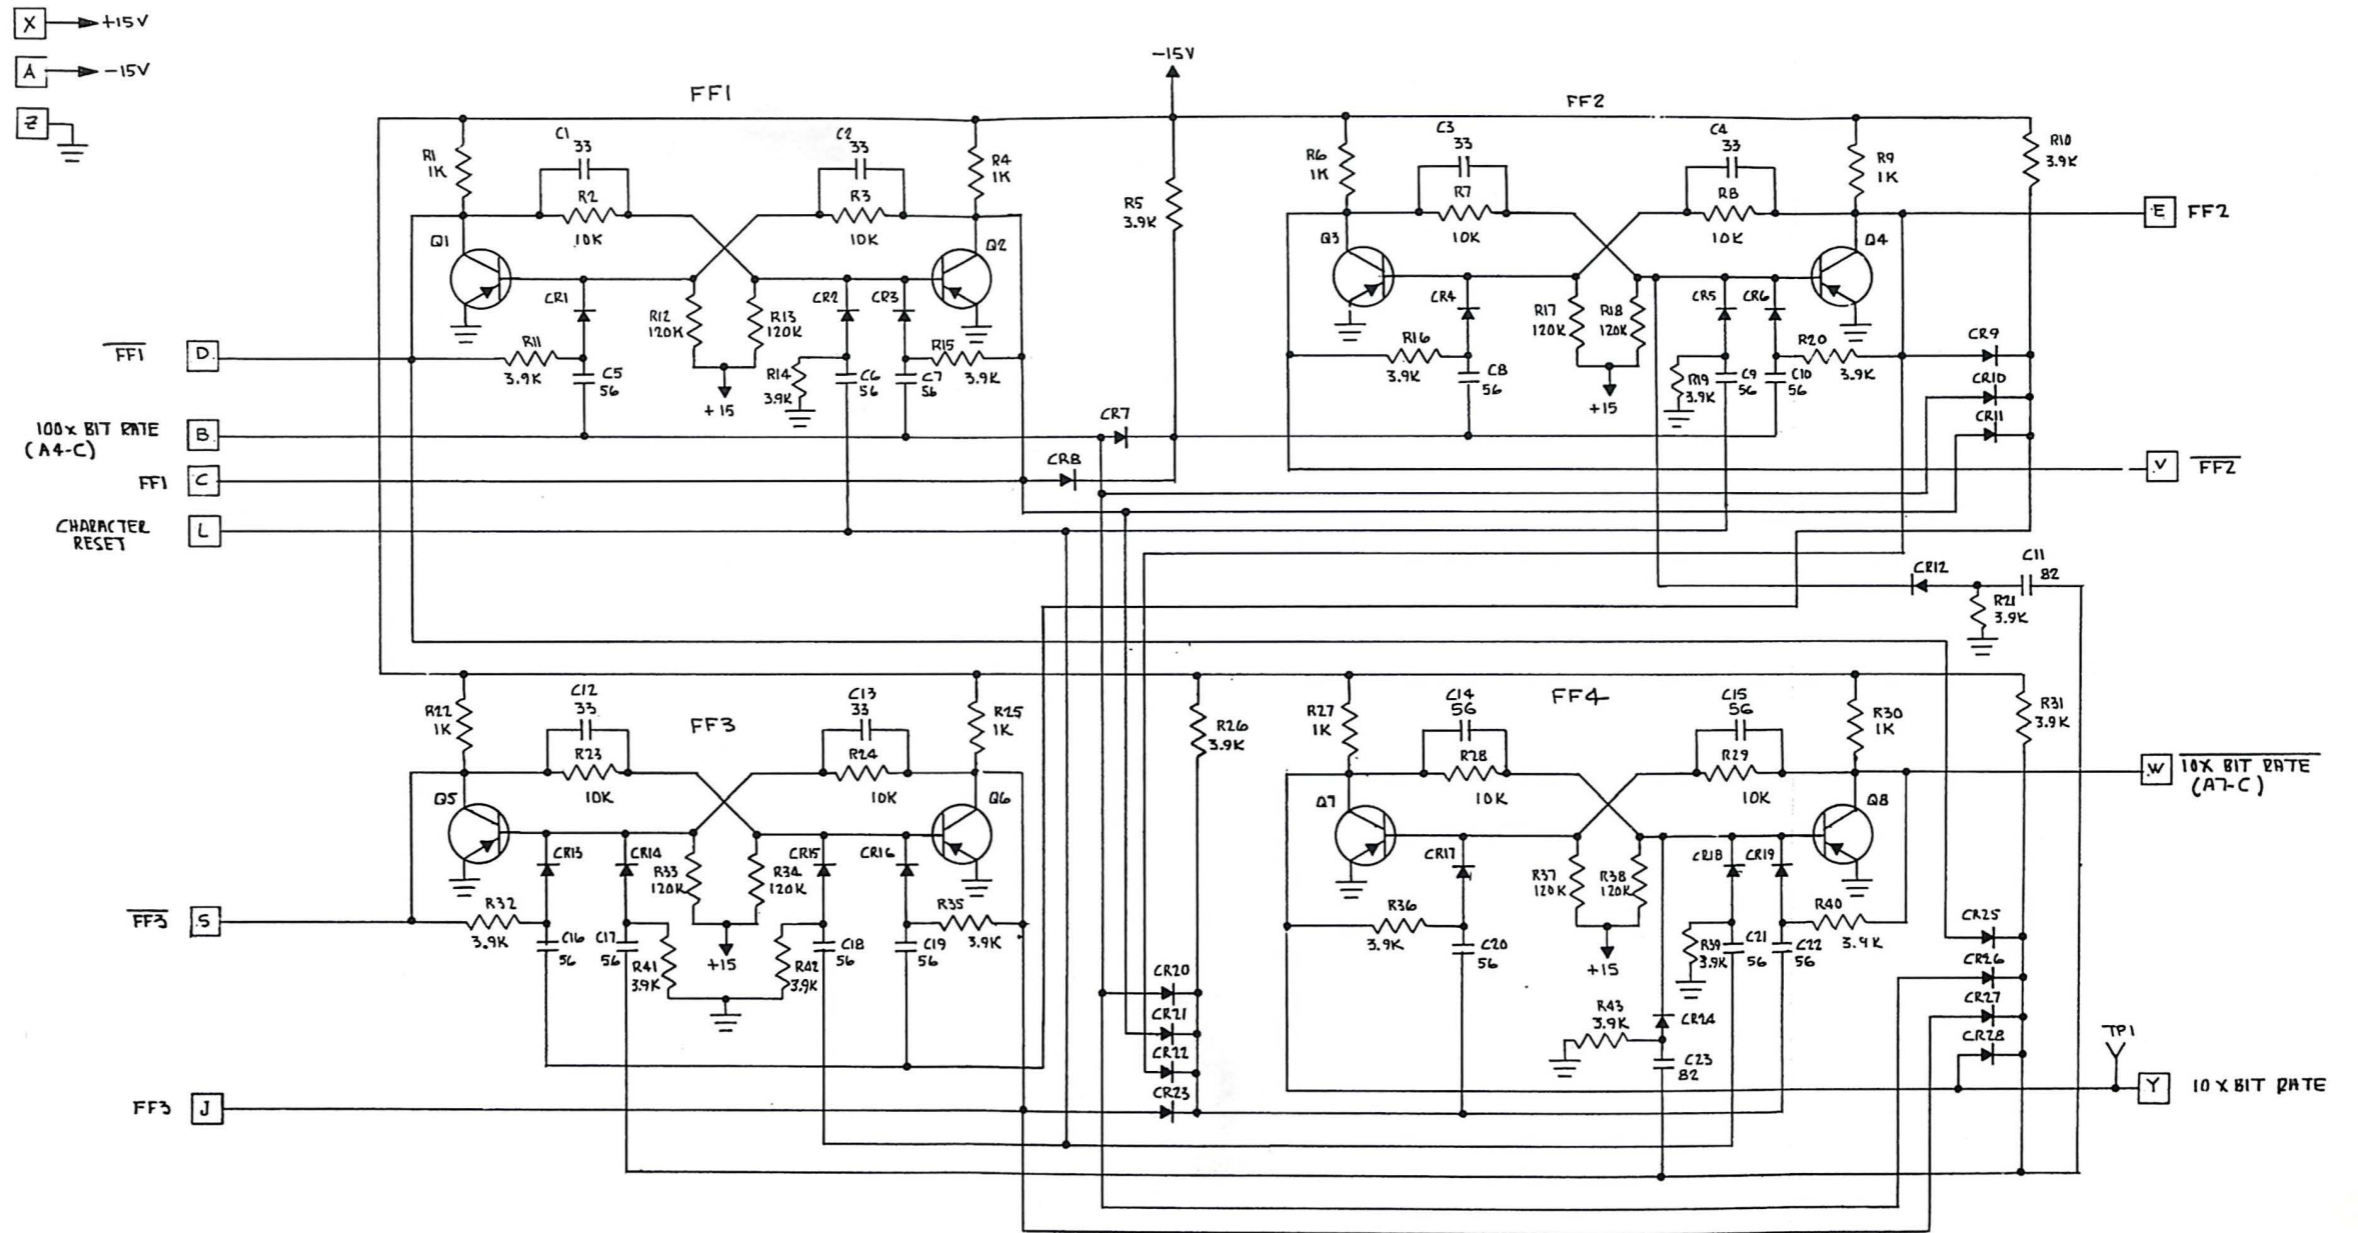 X +15V
A -15V
Z
-15V
FF1
FF2
C1
33
C2
33
C3
33
C4
33
R1
1K
R2
10K
R3
10K
R4
1K
R5
3.9K
R6
1K
R7
10K
R8
10K
R9
1K
R10
3.9K
Q1
Q2
Q3
Q4
E FF2
CR1
R12
120K
R13
120K
CR2
CR3
CR4
R17
120K
R18
120K
CR5
CR6
FF1 D
R11
3.9K
C5
56
+15
R14
3.9K
C6
56
C7
56
R15
3.9K
R16
3.9K
C8
56
+15
R19
3.9K
C9
56
C10
56
R20
3.9K
CR9
CR10
CR11
100x BIT RATE
(A4-C)
B
CR7
FF1 C
CR8
V FF2
CHARACTER
RESET
L
CR12
C11
82
R21
3.9K
FF3
FF4
R22
1K
C12
33
R23
10K
C13
33
R24
10K
R25
1K
R26
3.9K
R27
1K
C14
56
R28
10K
C15
56
R29
10K
R30
1K
R31
3.9K
Q5
Q6
Q7
Q8
W 10X BIT RATE
(A7-C)
CR13
CR14
R33
120K
R34
120K
CR15
CR16
CR17
R37
120K
R38
120K
CR18
CR19
FF3 S
R32
3.9K
C16
56
C17
56
R41
3.9K
+15
R42
3.9K
C18
56
C19
56
R35
3.9K
R36
3.9K
C20
56
+15
R39
3.9K
C21
56
C22
56
R40
3.9K
CR25
CR26
CR27
CR28
CR20
CR21
CR22
CR23
R43
3.9K
CR24
C23
82
TP1
FF3 J
Y 10 X BIT RATE